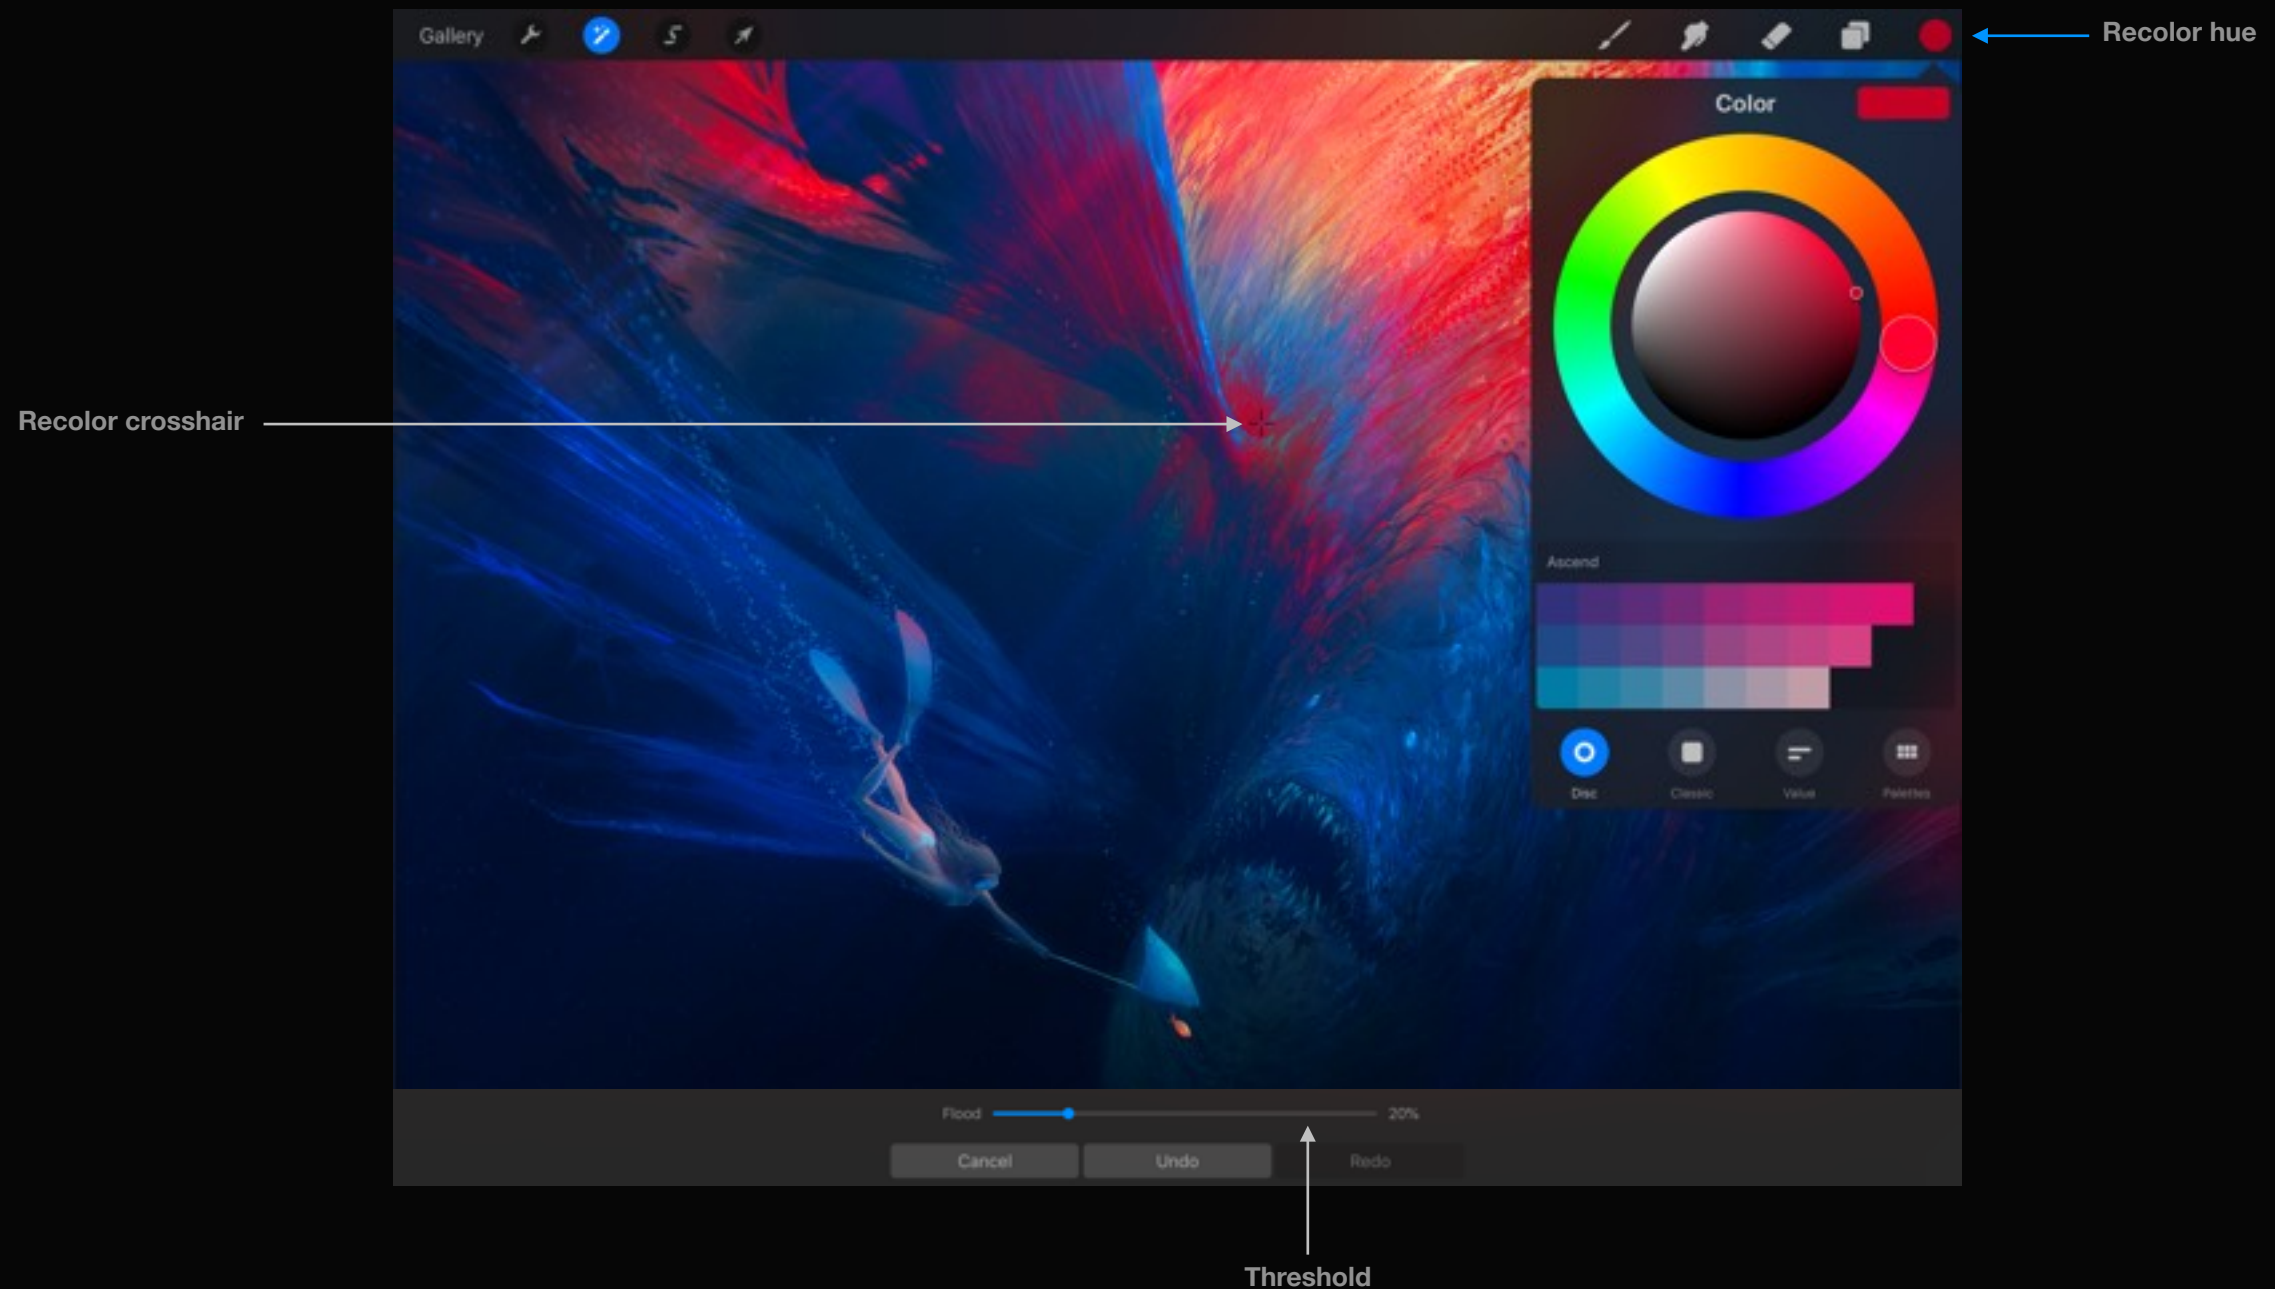 Gallery
Recolor hue
Color
Recolor crosshair
Ascend
Disc
Classic
Value
Palettes
Flood
20%
Cancel
Undo
Redo
Threshold